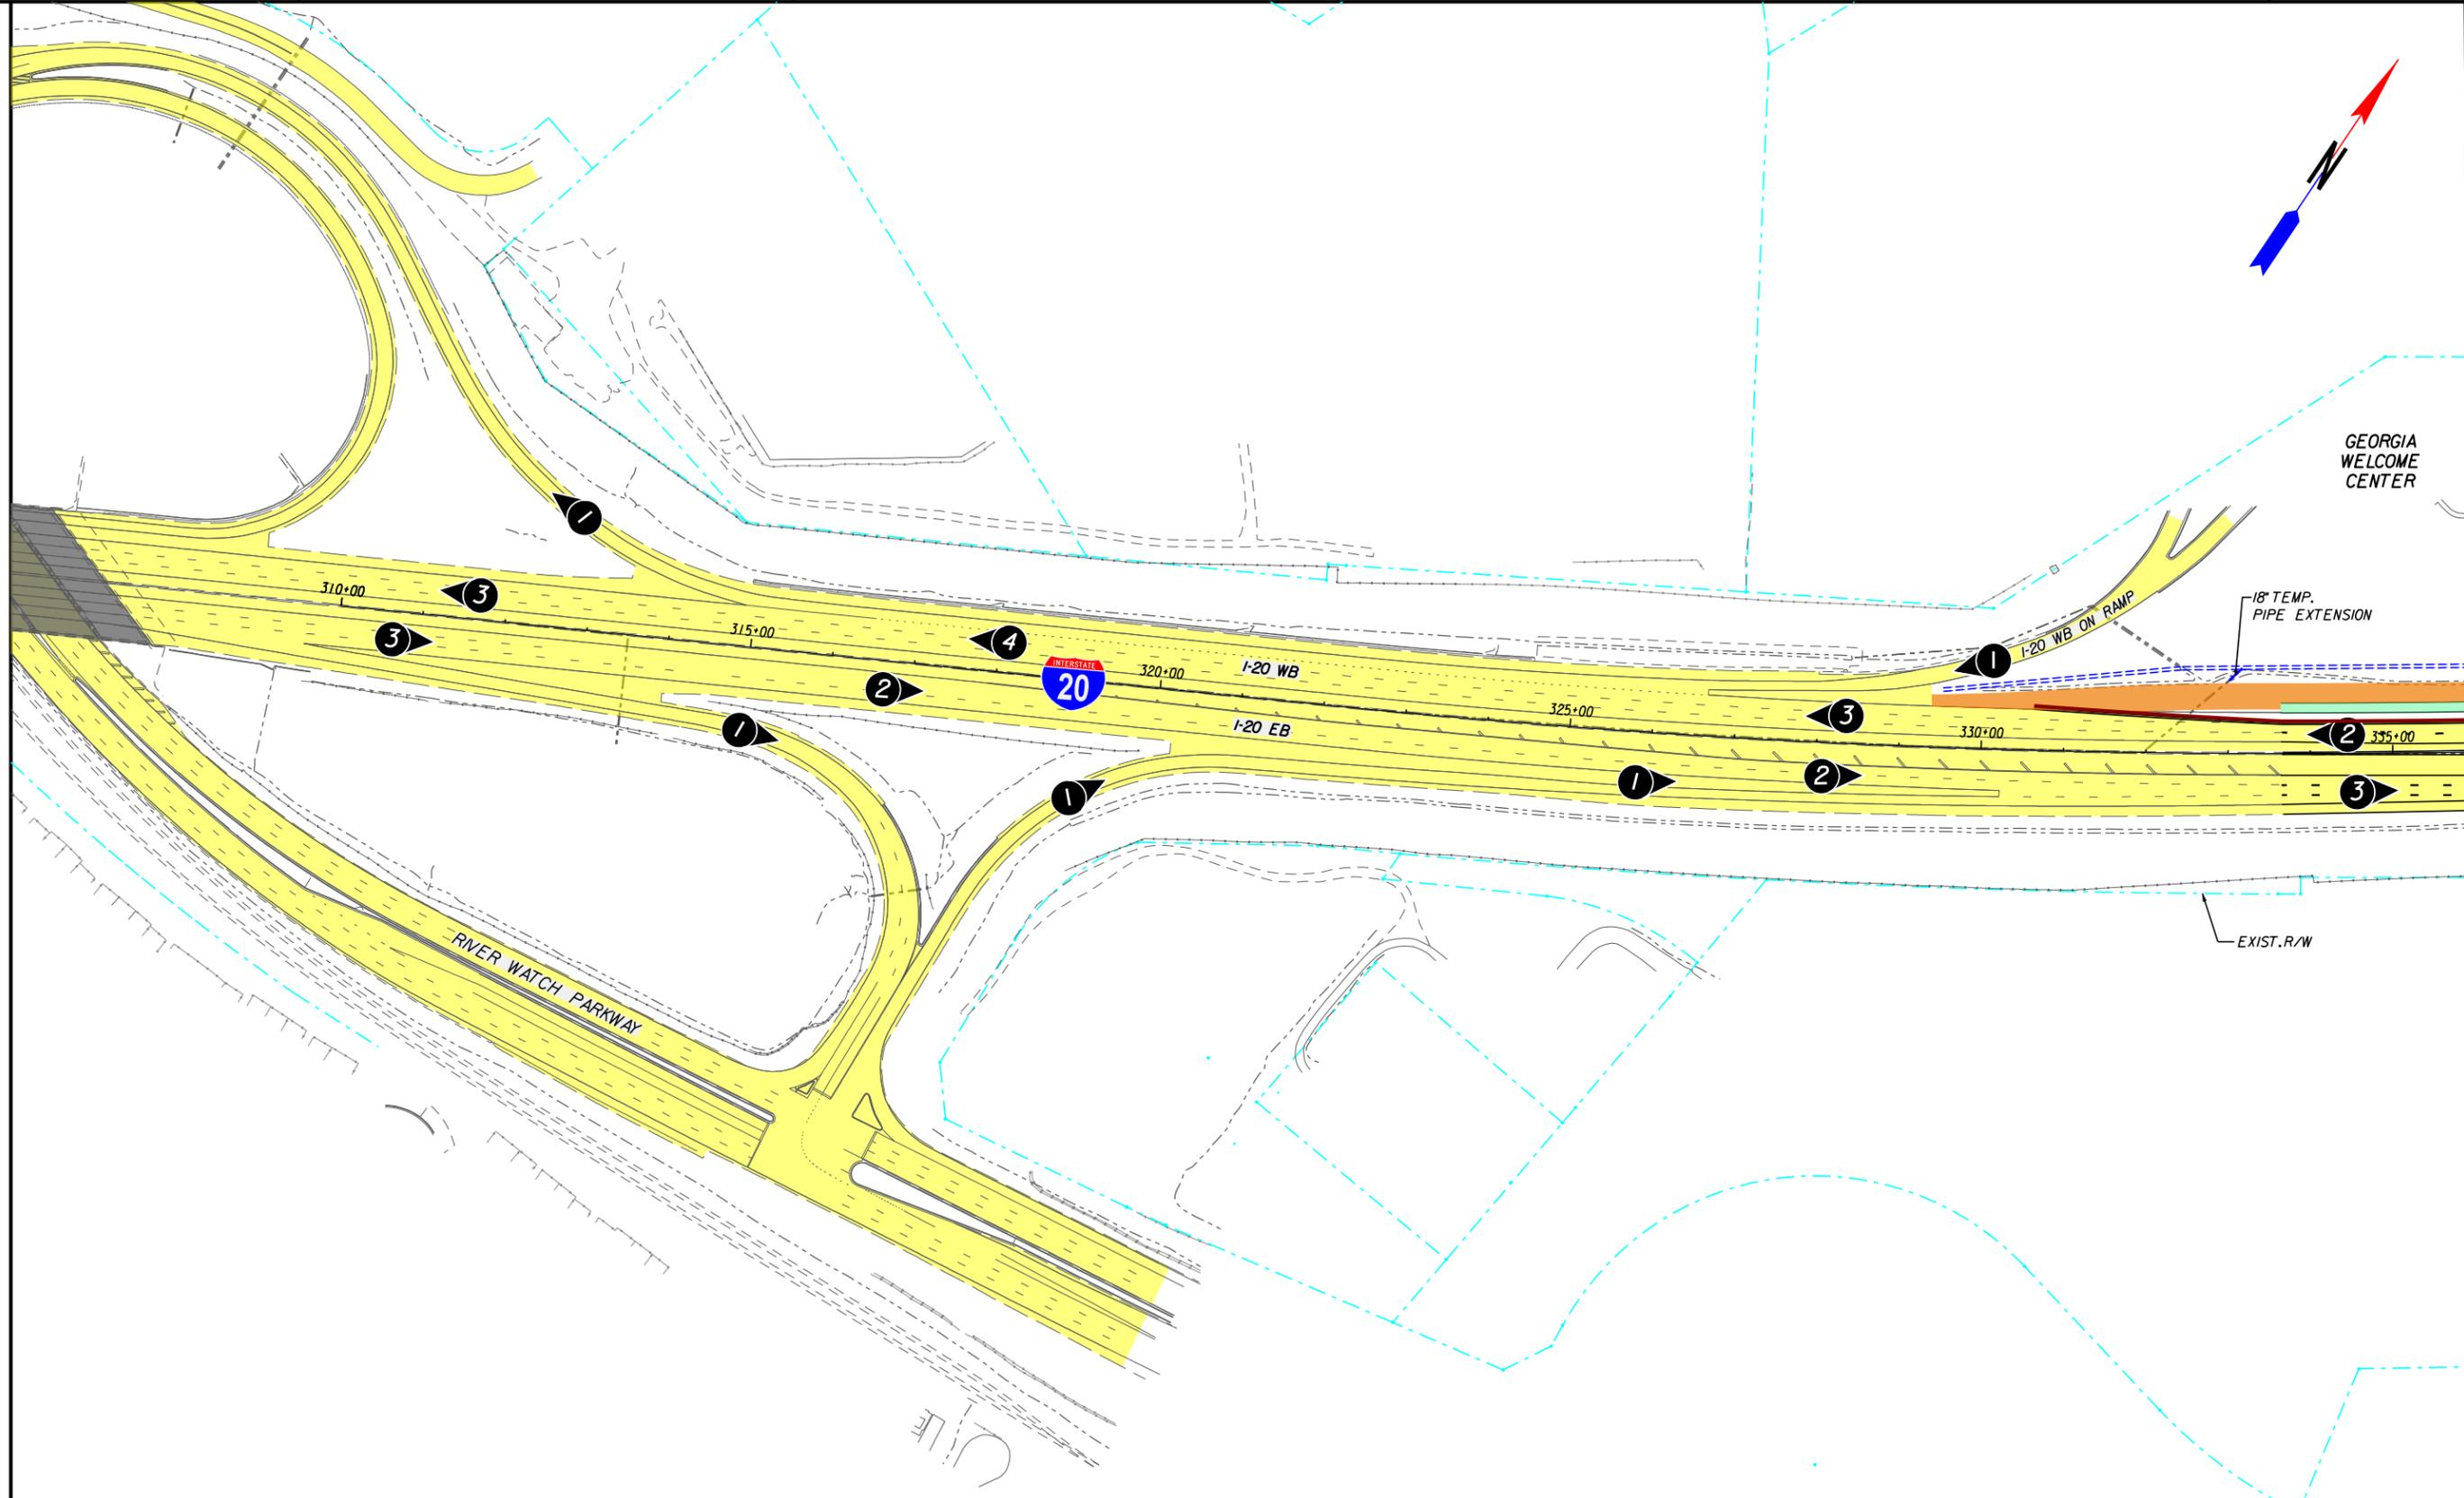 N
GEORGIA
WELCOME
CENTER
1
3
310+00
3
315+00
4
INTERSTATE
20
2
320+00
I-20 WB
I-20 EB
325+00
3
1
I-20 WB ON RAMP
18" TEMP.
PIPE EXTENSION
330+00
2
335+00
1
1
1
2
3
EXIST. R/W
RIVER WATCH PARKWAY